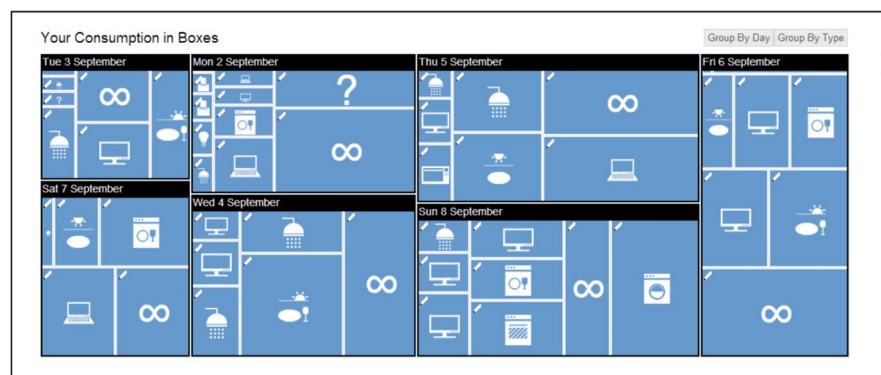 Your Consumption in Boxes
Group By Day Group By Type
Tue 3 September
Mon 2 September
Thu 5 September
Fri 6 September
?
?
Sat 7 September
Wed 4 September
Sun 8 September